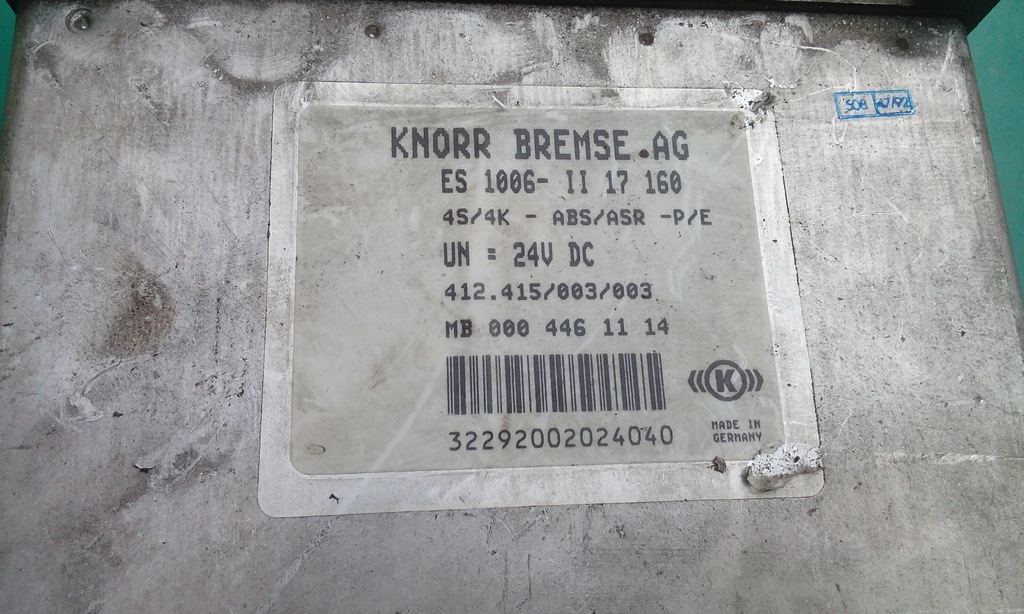 KNORR BREMSE AG
ES 1006- II 17 160
4S/4K - ABS/ASR -P/E
UN = 24V DC
412.415/003/003
MB 000 446 11 14
32292002024040
K
MADE IN
GERMANY